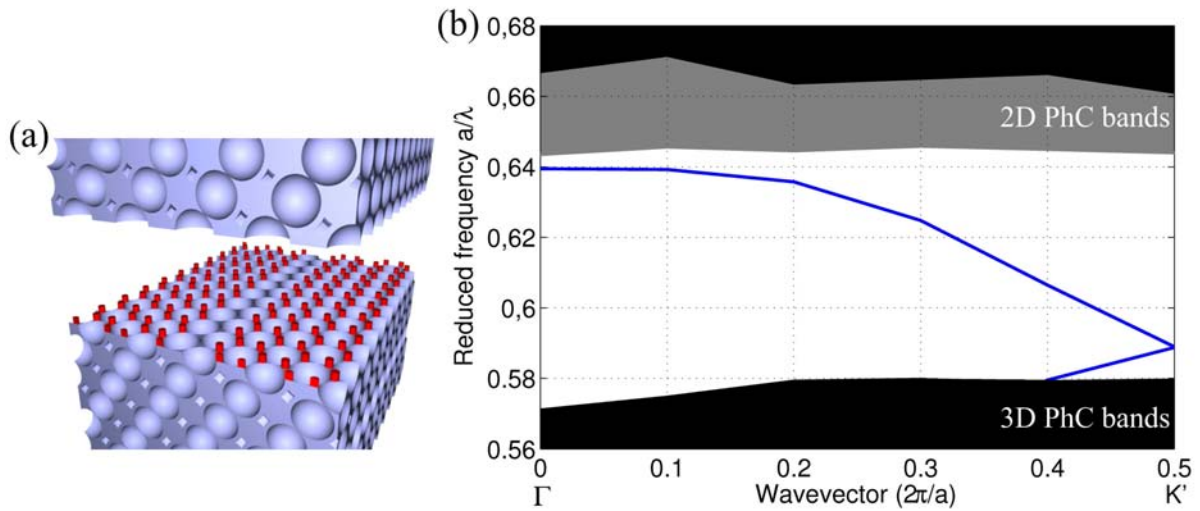 (a)
(b)
0,68
0,66
0,64
0,62
0,6
0,58
0.56
Reduced frequency a/λ
2D PhC bands
3D PhC bands
0
0.1
0.2
0.3
0.4
0.5
Γ
Wavevector (2π/a)
K'